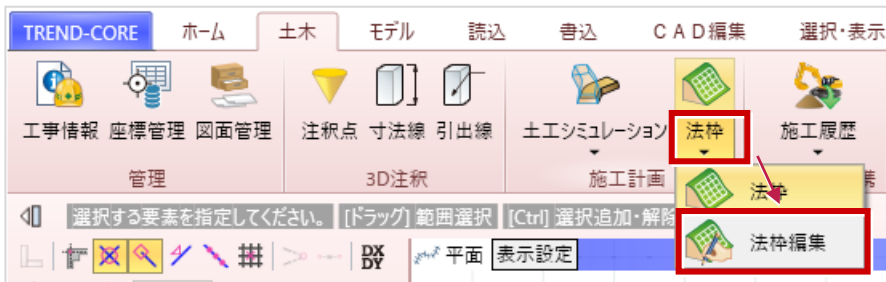 TREND-CORE ホーム 土木 モデル 読込 書込 CAD編集 選択・表示
工事情報 座標管理 図面管理 注釈点 寸法線 引出線 土工シミュレーション 法枠 施工履歴
管理 3D注釈 施工計画
法枠
選択する要素を指定してください。 [ドラッグ] 範囲選択 [Ctrl] 選択追加・解除
法枠編集
DX
DY 平面 表示設定